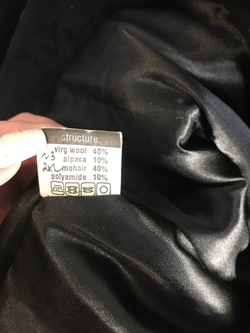 structure
virg wool 40%
alpaca 10%
mohair 40%
polyamide 10%